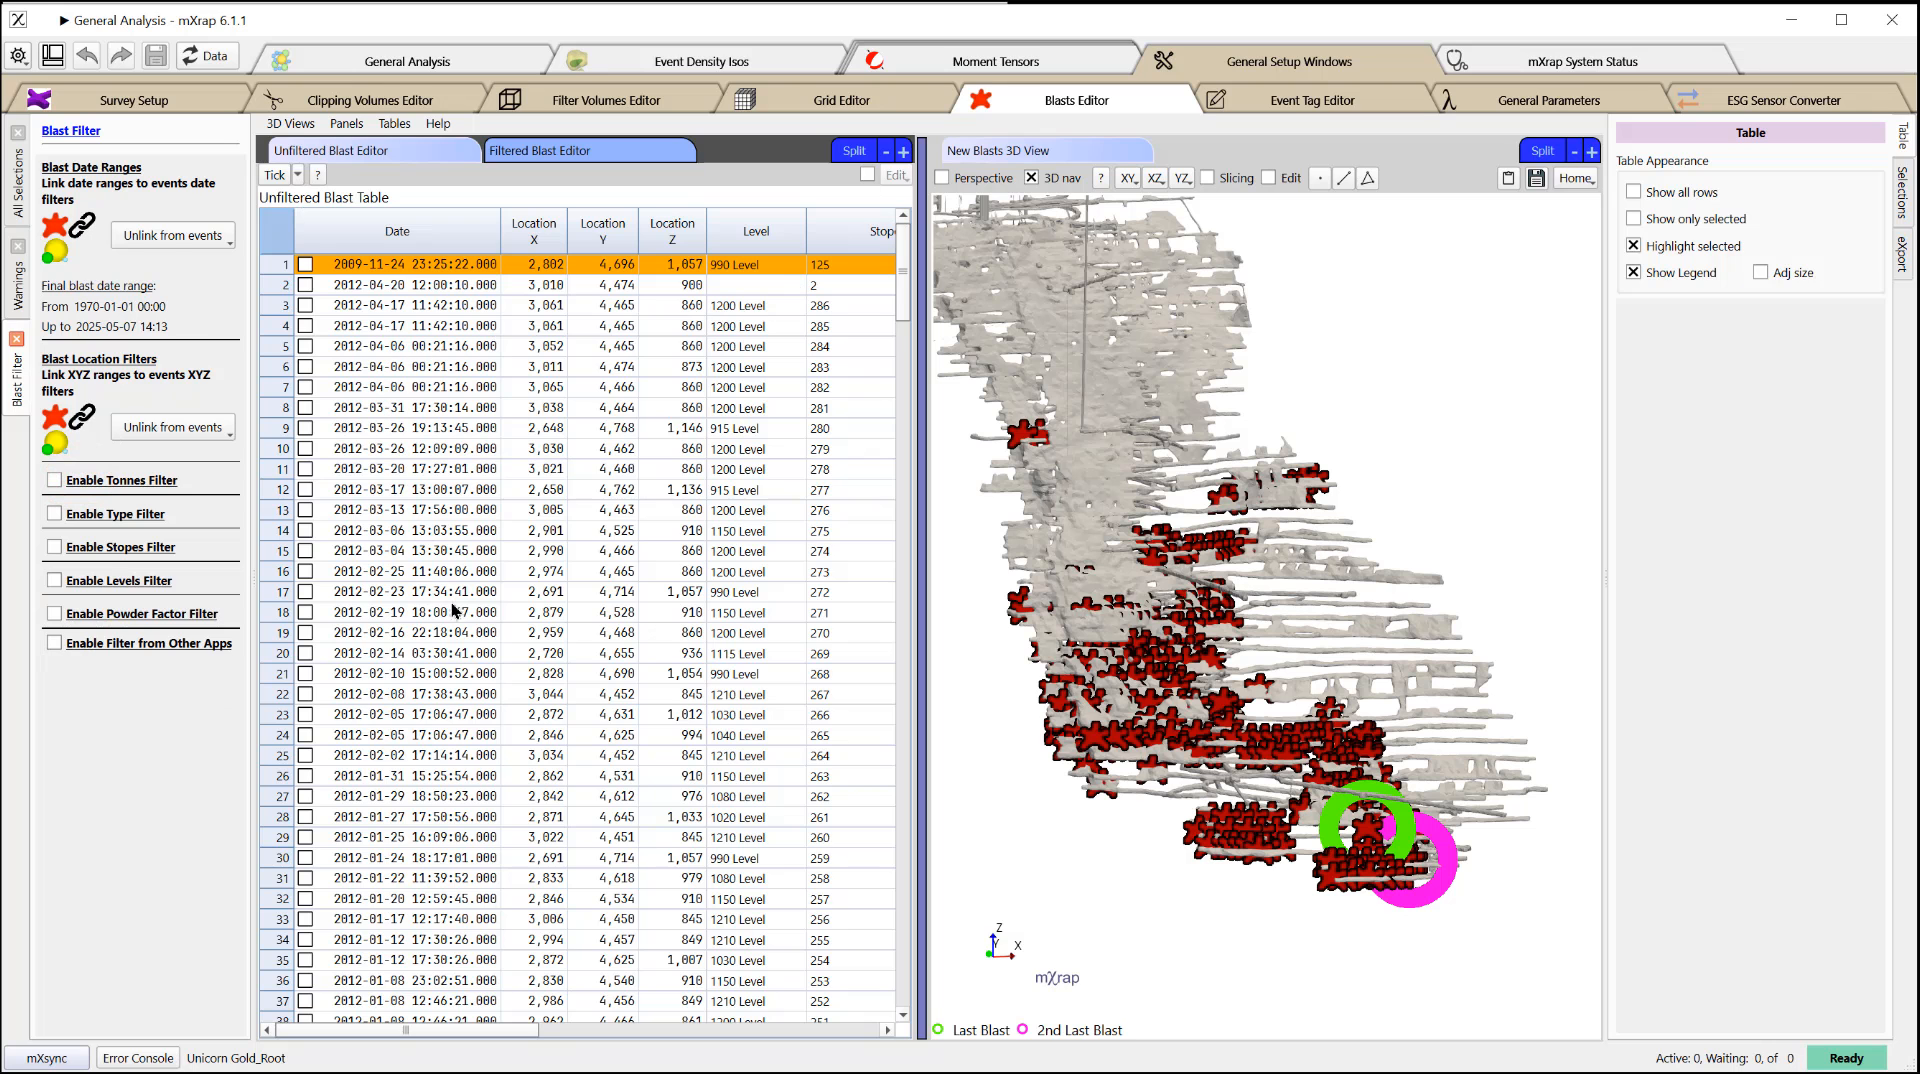 General Analysis - mXrap 6.1.1
Data
General Analysis
Event Density Isos
Moment Tensors
General Setup Windows
mXrap System Status
Survey Setup
Clipping Volumes Editor
Filter Volumes Editor
Grid Editor
Blasts Editor
Event Tag Editor
General Parameters
ESG Sensor Converter
All Selections
Warnings
Blast Filter
Blast Filter
Blast Date Ranges
Link date ranges to events date
filters
Unlink from events
Final blast date range:
From 1970-01-01 00:00
Up to 2025-05-07 14:13
Blast Location Filters
Link XYZ ranges to events XYZ
filters
Unlink from events
Enable Tonnes Filter
Enable Type Filter
Enable Stopes Filter
Enable Levels Filter
Enable Powder Factor Filter
Enable Filter from Other Apps
3D Views Panels Tables Help
Unfiltered Blast Editor
Filtered Blast Editor
Split - +
Tick ? Edit
Unfiltered Blast Table
Date Location X Location Y Location Z Level Stop
1 2009-11-24 23:25:22.000 2,802 4,696 1,057 990 Level 125
2 2012-04-20 12:00:10.000 3,010 4,474 900 2
3 2012-04-17 11:42:10.000 3,061 4,465 860 1200 Level 286
4 2012-04-17 11:42:10.000 3,061 4,465 860 1200 Level 285
5 2012-04-06 00:21:16.000 3,052 4,465 860 1200 Level 284
6 2012-04-06 00:21:16.000 3,011 4,474 873 1200 Level 283
7 2012-04-06 00:21:16.000 3,065 4,466 860 1200 Level 282
8 2012-03-31 17:30:14.000 3,038 4,464 860 1200 Level 281
9 2012-03-26 19:13:45.000 2,648 4,768 1,146 915 Level 280
10 2012-03-26 12:09:09.000 3,030 4,462 860 1200 Level 279
11 2012-03-20 17:27:01.000 3,021 4,460 860 1200 Level 278
12 2012-03-17 13:00:07.000 2,650 4,762 1,136 915 Level 277
13 2012-03-13 17:56:00.000 3,005 4,463 860 1200 Level 276
14 2012-03-06 13:03:55.000 2,901 4,525 910 1150 Level 275
15 2012-03-04 13:30:45.000 2,990 4,466 860 1200 Level 274
16 2012-02-25 11:40:06.000 2,974 4,465 860 1200 Level 273
17 2012-02-23 17:34:41.000 2,691 4,714 1,057 990 Level 272
18 2012-02-19 18:00: 7.000 2,879 4,528 910 1150 Level 271
19 2012-02-16 22:18:04.000 2,959 4,468 860 1200 Level 270
20 2012-02-14 03:30:41.000 2,720 4,655 936 1115 Level 269
21 2012-02-10 15:00:52.000 2,828 4,690 1,054 990 Level 268
22 2012-02-08 17:38:43.000 3,044 4,452 845 1210 Level 267
23 2012-02-05 17:06:47.000 2,872 4,631 1,012 1030 Level 266
24 2012-02-05 17:06:47.000 2,846 4,625 994 1040 Level 265
25 2012-02-02 17:14:14.000 3,034 4,452 845 1210 Level 264
26 2012-01-31 15:25:54.000 2,862 4,531 910 1150 Level 263
27 2012-01-29 18:50:23.000 2,842 4,612 976 1080 Level 262
28 2012-01-27 17:50:56.000 2,871 4,645 1,033 1020 Level 261
29 2012-01-25 16:09:06.000 3,022 4,451 845 1210 Level 260
30 2012-01-24 18:17:01.000 2,691 4,714 1,057 990 Level 259
31 2012-01-22 11:39:52.000 2,833 4,618 979 1080 Level 258
32 2012-01-20 12:59:45.000 2,846 4,534 910 1150 Level 257
33 2012-01-17 12:17:40.000 3,006 4,450 845 1210 Level 256
34 2012-01-12 17:30:26.000 2,994 4,457 849 1210 Level 255
35 2012-01-12 17:30:26.000 2,872 4,625 1,007 1030 Level 254
36 2012-01-08 23:02:51.000 2,830 4,540 910 1150 Level 253
37 2012-01-08 12:46:21.000 2,986 4,456 849 1210 Level 252
New Blasts 3D View
Split - +
Perspective 3D nav ? XY XZ YZ Slicing Edit Home
Z
Y
X
mXrap
Last Blast 2nd Last Blast
Table
Table Appearance
Show all rows
Show only selected
Highlight selected
Show Legend Adj size
Table
Selections
eXport
mXsync Error Console Unicorn Gold_Root
Active: 0, Waiting: 0, of 0 Ready